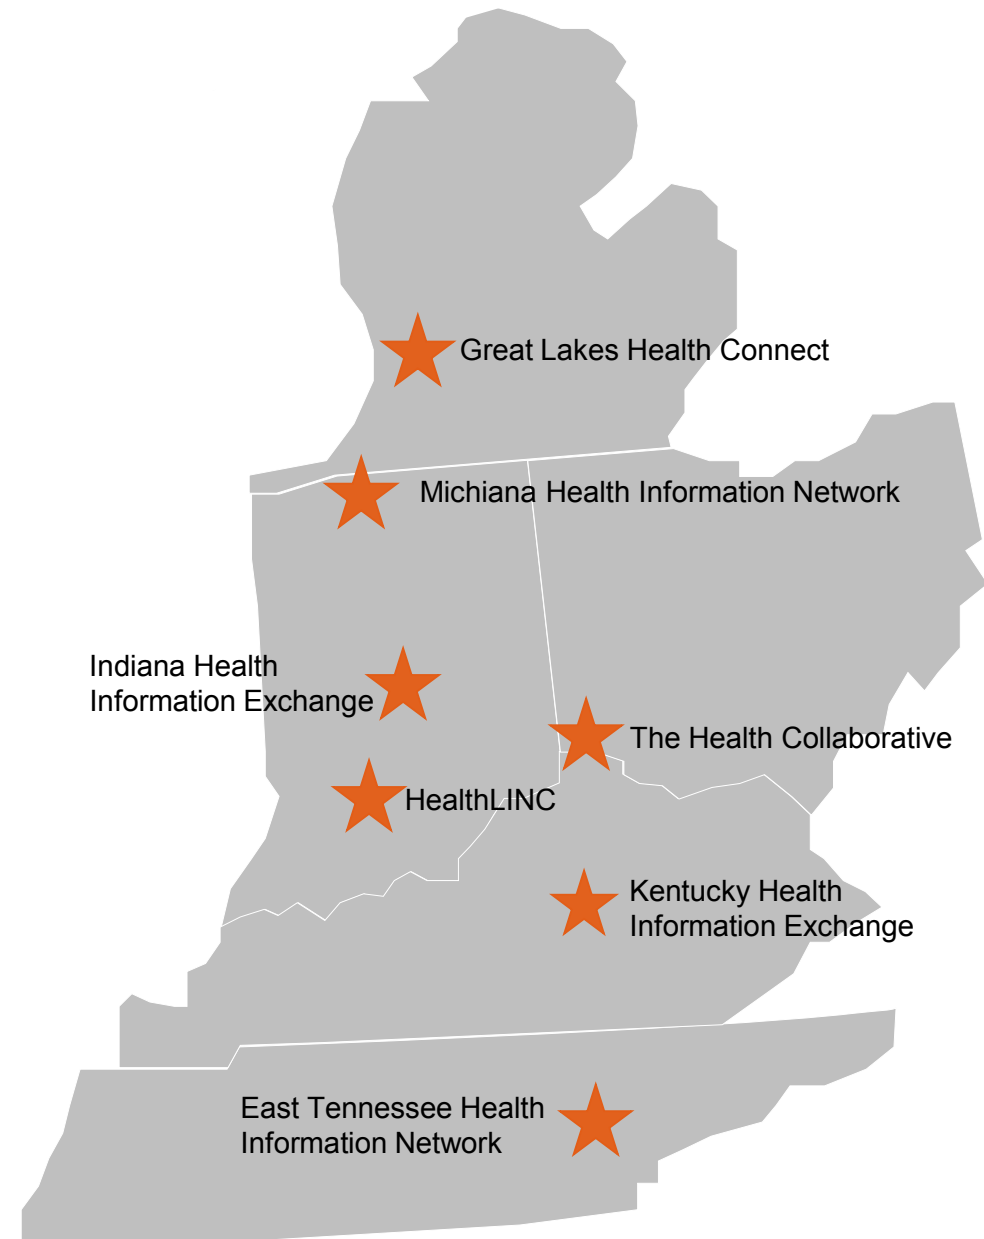 Great Lakes Health Connect
Michiana Health Information Network
Indiana Health
Information Exchange
The Health Collaborative
HealthLINC
Kentucky Health
Information Exchange
East Tennessee Health
Information Network